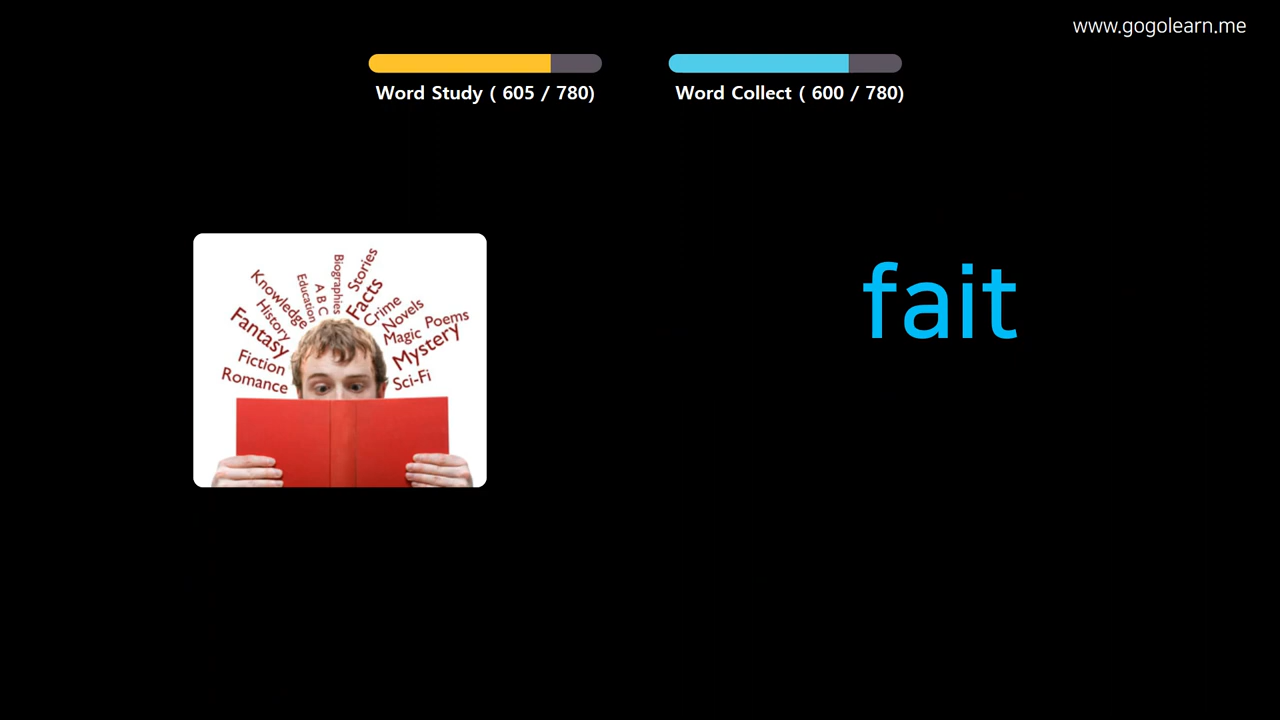 www.gogolearn.me
Word Study ( 605 / 780)
Word Collect ( 600 / 780)
fait
Stories
Biographies
Facts
A B C
Education
Knowledge
Crime
History
Novels
Fantasy
Magic
Poems
Mystery
Fiction
Romance
Sci-Fi